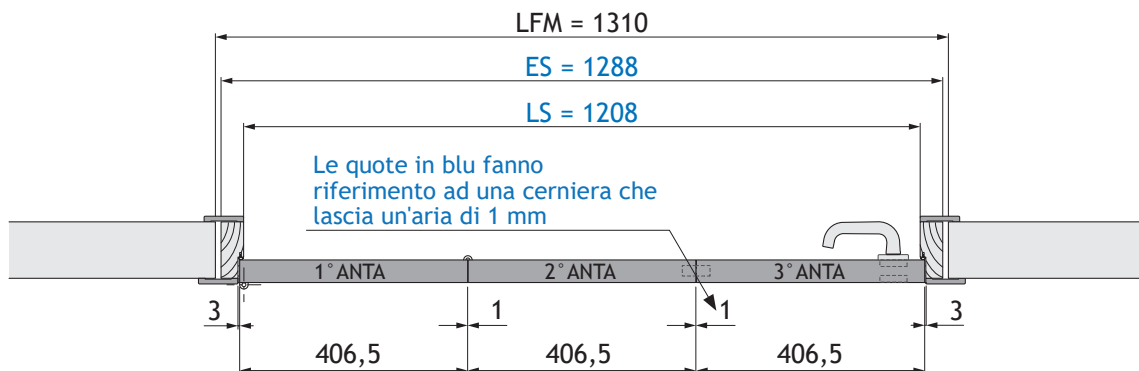 LFM = 1310
ES = 1288
LS = 1208
Le quote in blu fanno
riferimento ad una cerniera che
lascia un'aria di 1 mm
1° ANTA 2° ANTA 3° ANTA
3 1 1 3
406,5 406,5 406,5